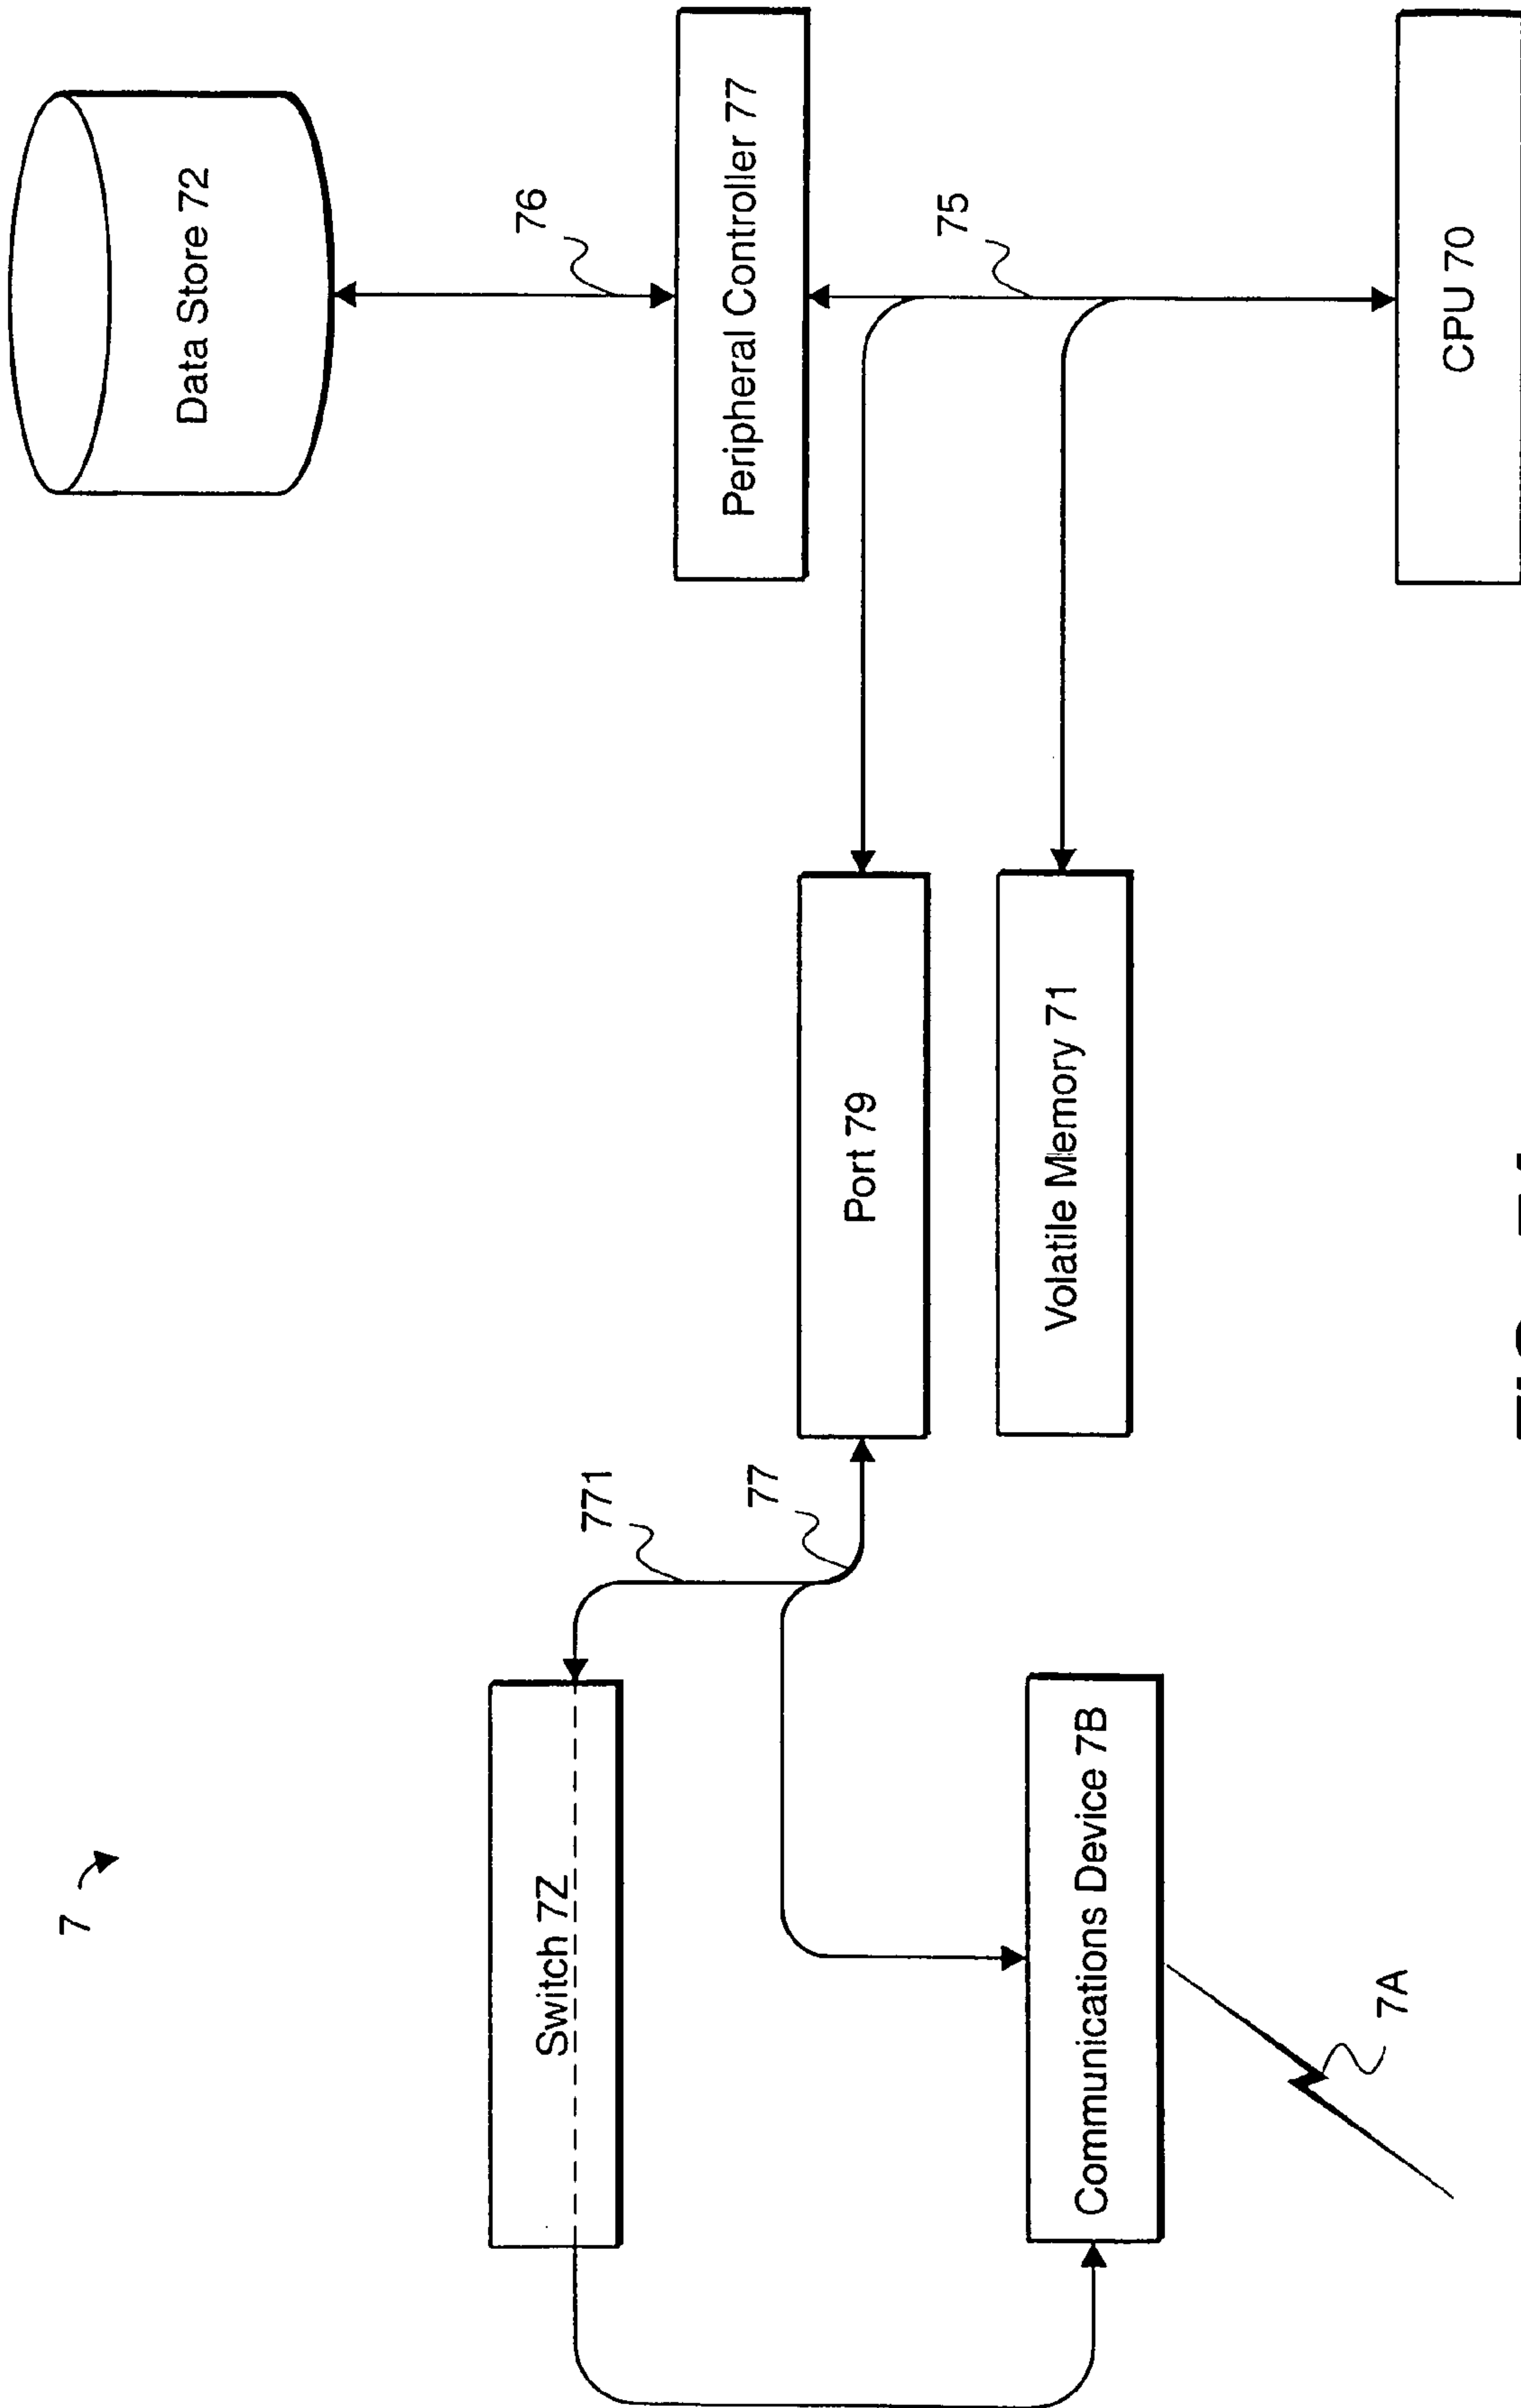 7
Data Store 72
Switch 7Z
76
771
77
Peripheral Controller 77
Port 79
75
Communications Device 7B
Volatile Memory 71
7A
CPU 70